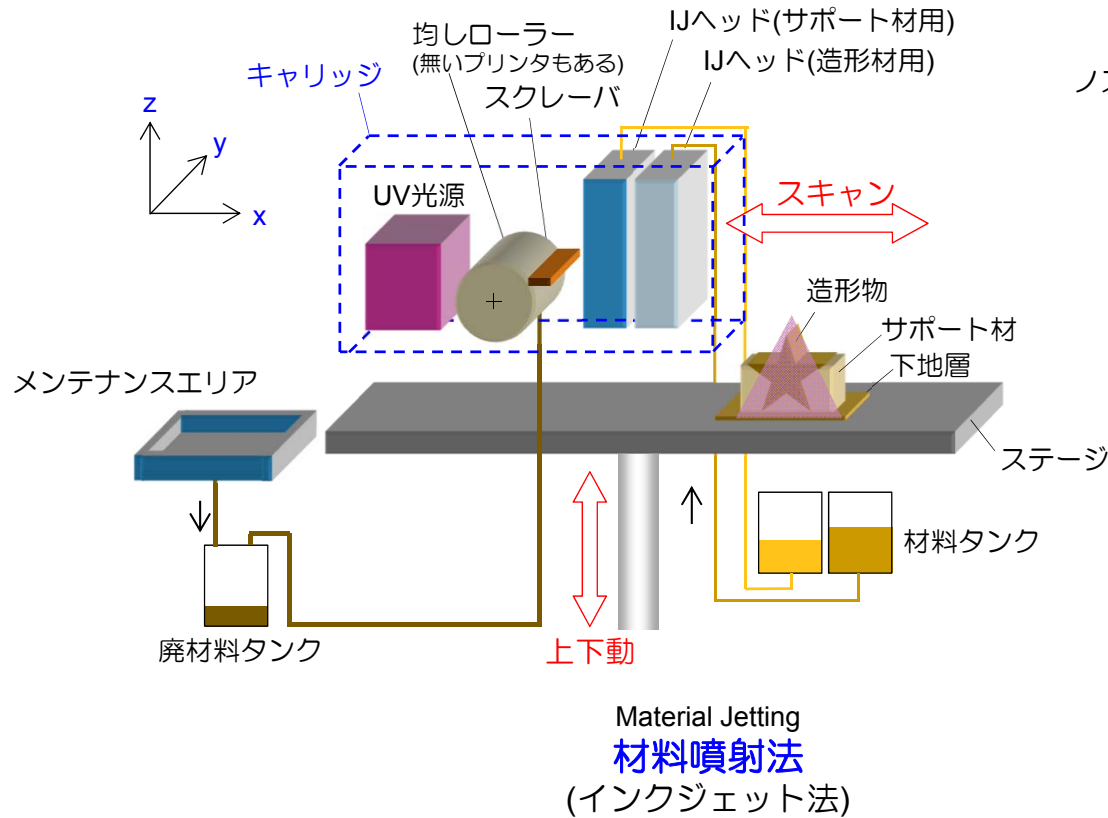 IJヘッド(サポート材用)
均しローラー
(無いプリンタもある)
IJヘッド(造形材用)
キャリッジ
スクレーバ
ノズ
z
y
x
UV光源
スキャン
造形物
サポート材
下地層
メンテナンスエリア
ステージ
材料タンク
廃材料タンク
上下動
Material Jetting
材料噴射法
(インクジェット法)